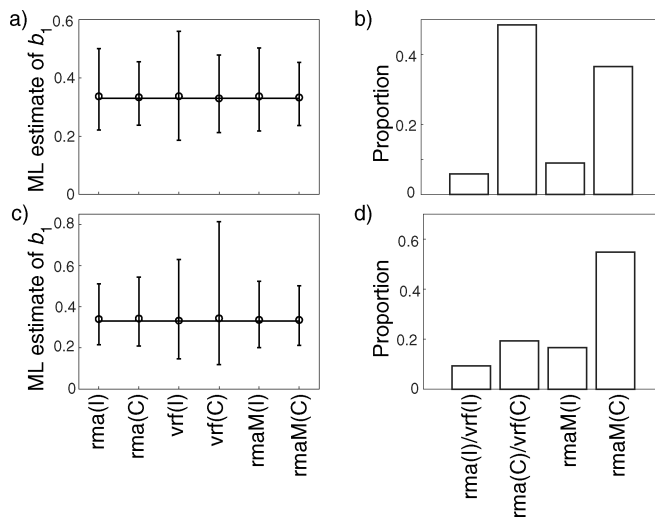 a)
ML estimate of b1
0.6
0.4
0.2
0
b)
Proportion
0.4
0.2
0
c)
ML estimate of b1
0.8
0.6
0.4
0.2
0
rma(I)
rma(C)
vrf(I)
vrf(C)
rmaM(I)
rmaM(C)
d)
Proportion
0.6
0.4
0.2
0
rma(I)/vrf(I)
rma(C)/vrf(C)
rmaM(I)
rmaM(C)